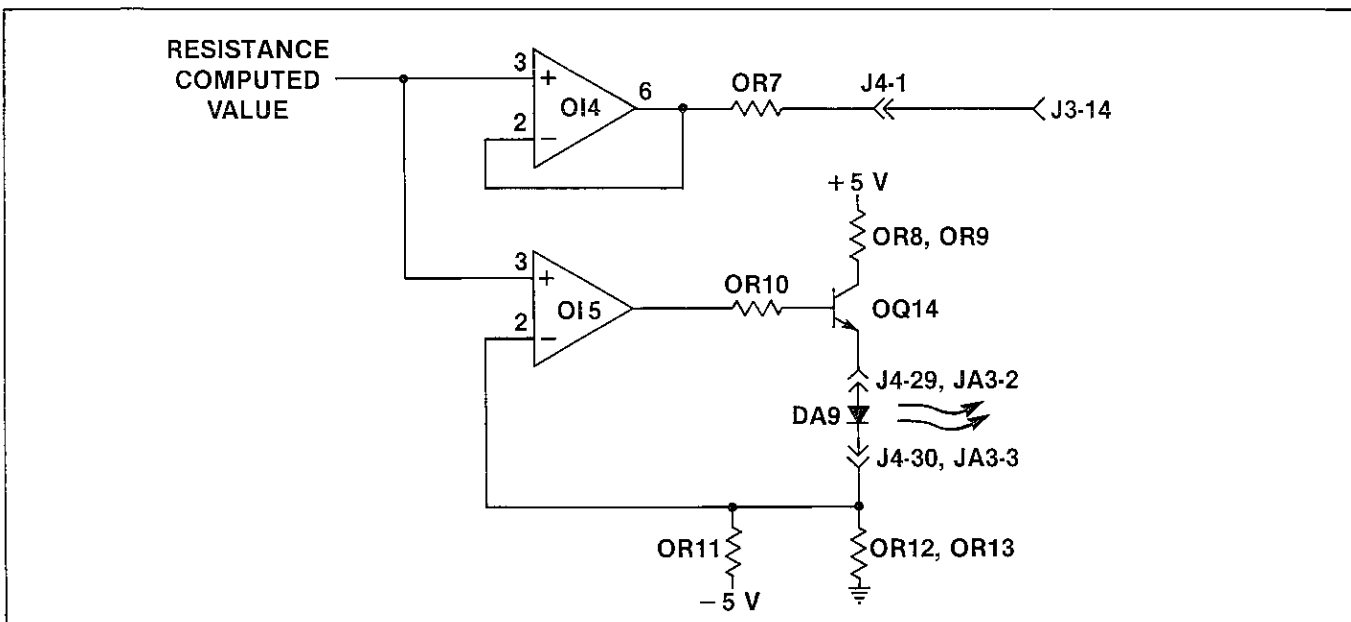 RESISTANCE
COMPUTED
VALUE
3
+
OI4
2
−
6
OR7
J4-1
J3-14
+5 V
OR8, OR9
3
+
OI5
2
−
OR10
OQ14
J4-29, JA3-2
DA9
J4-30, JA3-3
OR11
OR12, OR13
−5 V